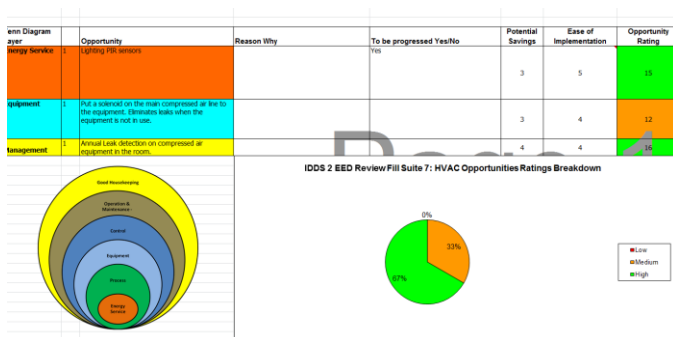 enn Diagram
ayer
Opportunity
Reason Why
To be progressed Yes/No
Potential
Savings
Ease of
Implementation
Opportunity
Rating
nergy Service 1 Lighting PIR sensors Yes 3 5 15
quipment 1 Put a solenoid on the main compressed air line to
the equipment. Eliminates leaks when the
equipment is not in use.
3 4 12
Management 1 Annual Leak detection on compressed air
equipment in the room.
4 4 16
Page 1
Good Housekeeping
Operation &
Maintenance
Control
Equipment
Process
Energy
Service
IDDS 2 EED Review Fill Suite 7: HVAC Opportunities Ratings Breakdown
0%
33%
67%
Low
Medium
High